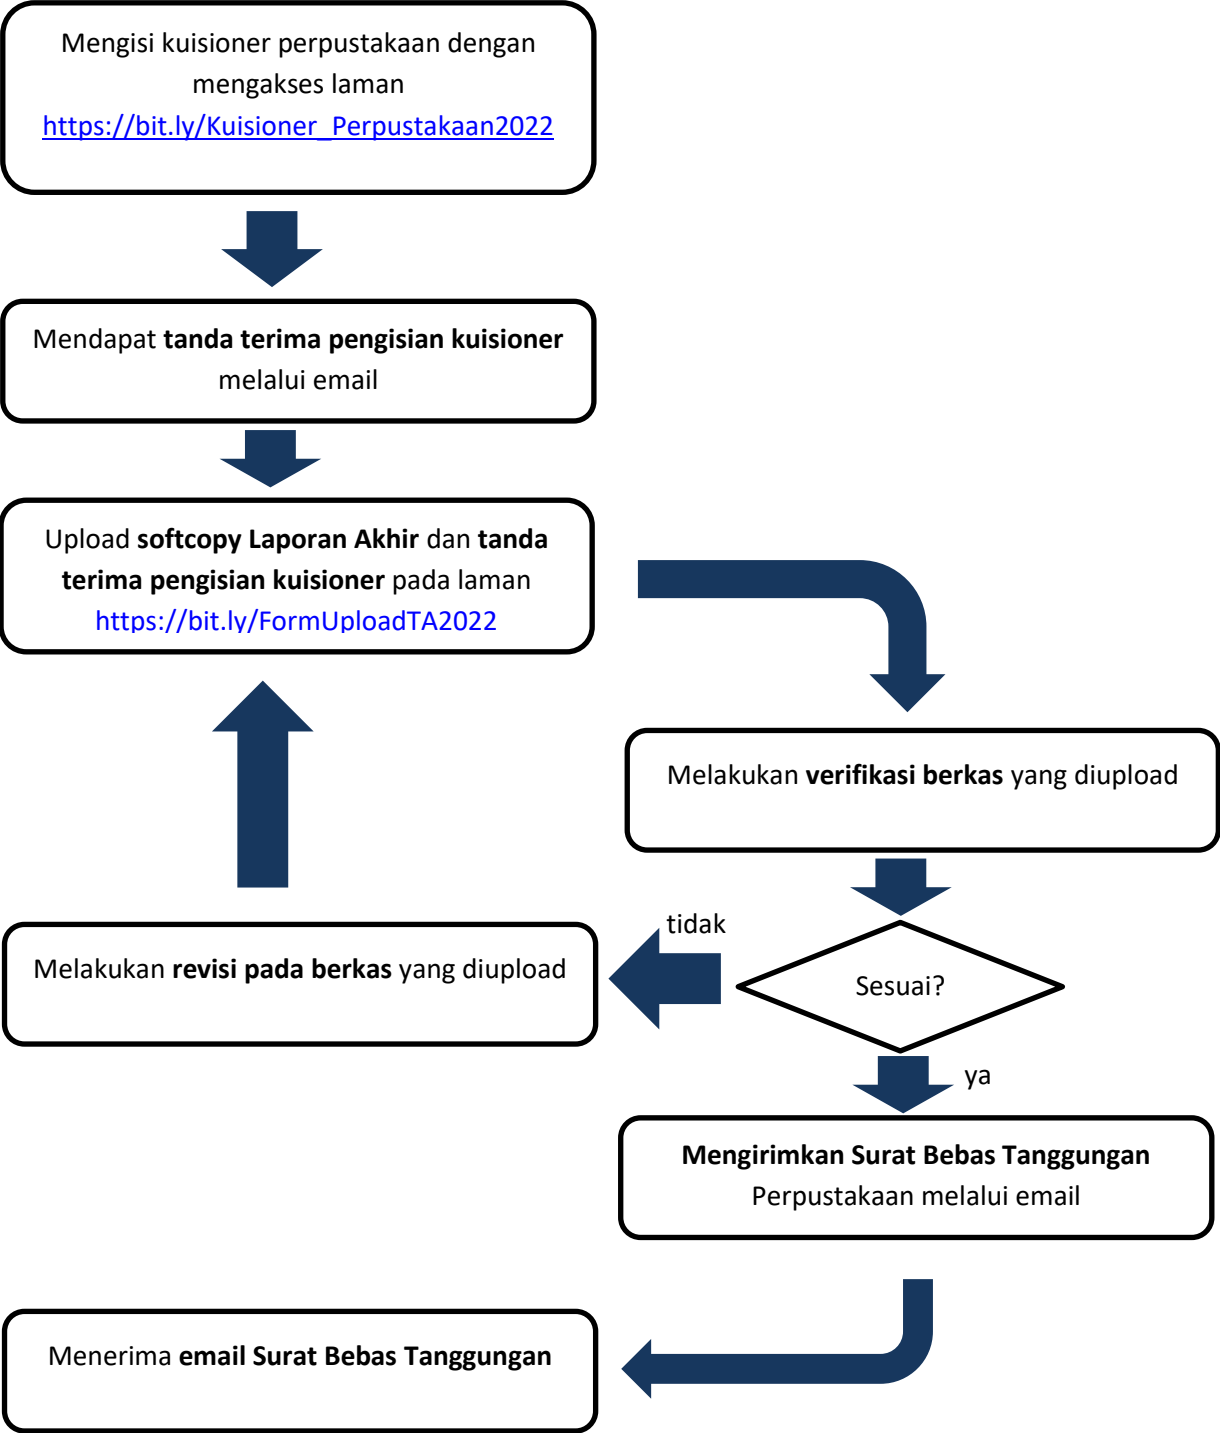 Mengisi kuisioner perpustakaan dengan
mengakses laman
https://bit.ly/Kuisioner_Perpustakaan2022
Mendapat tanda terima pengisian kuisioner
melalui email
Upload softcopy Laporan Akhir dan tanda
terima pengisian kuisioner pada laman
https://bit.ly/FormUploadTA2022
Melakukan verifikasi berkas yang diupload
tidak
Sesuai?
Melakukan revisi pada berkas yang diupload
ya
Mengirimkan Surat Bebas Tanggungan
Perpustakaan melalui email
Menerima email Surat Bebas Tanggungan